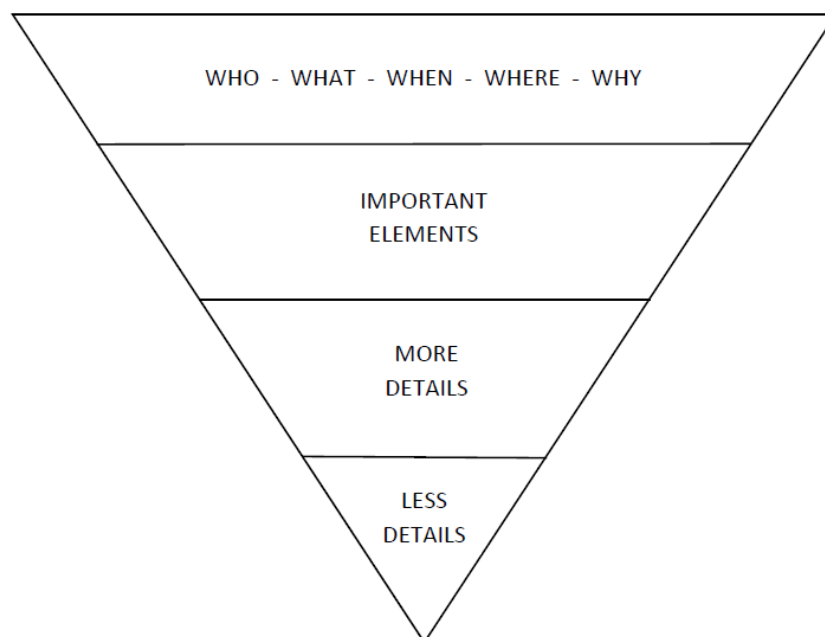 WHO - WHAT - WHEN - WHERE - WHY
IMPORTANT
ELEMENTS
MORE
DETAILS
LESS
DETAILS